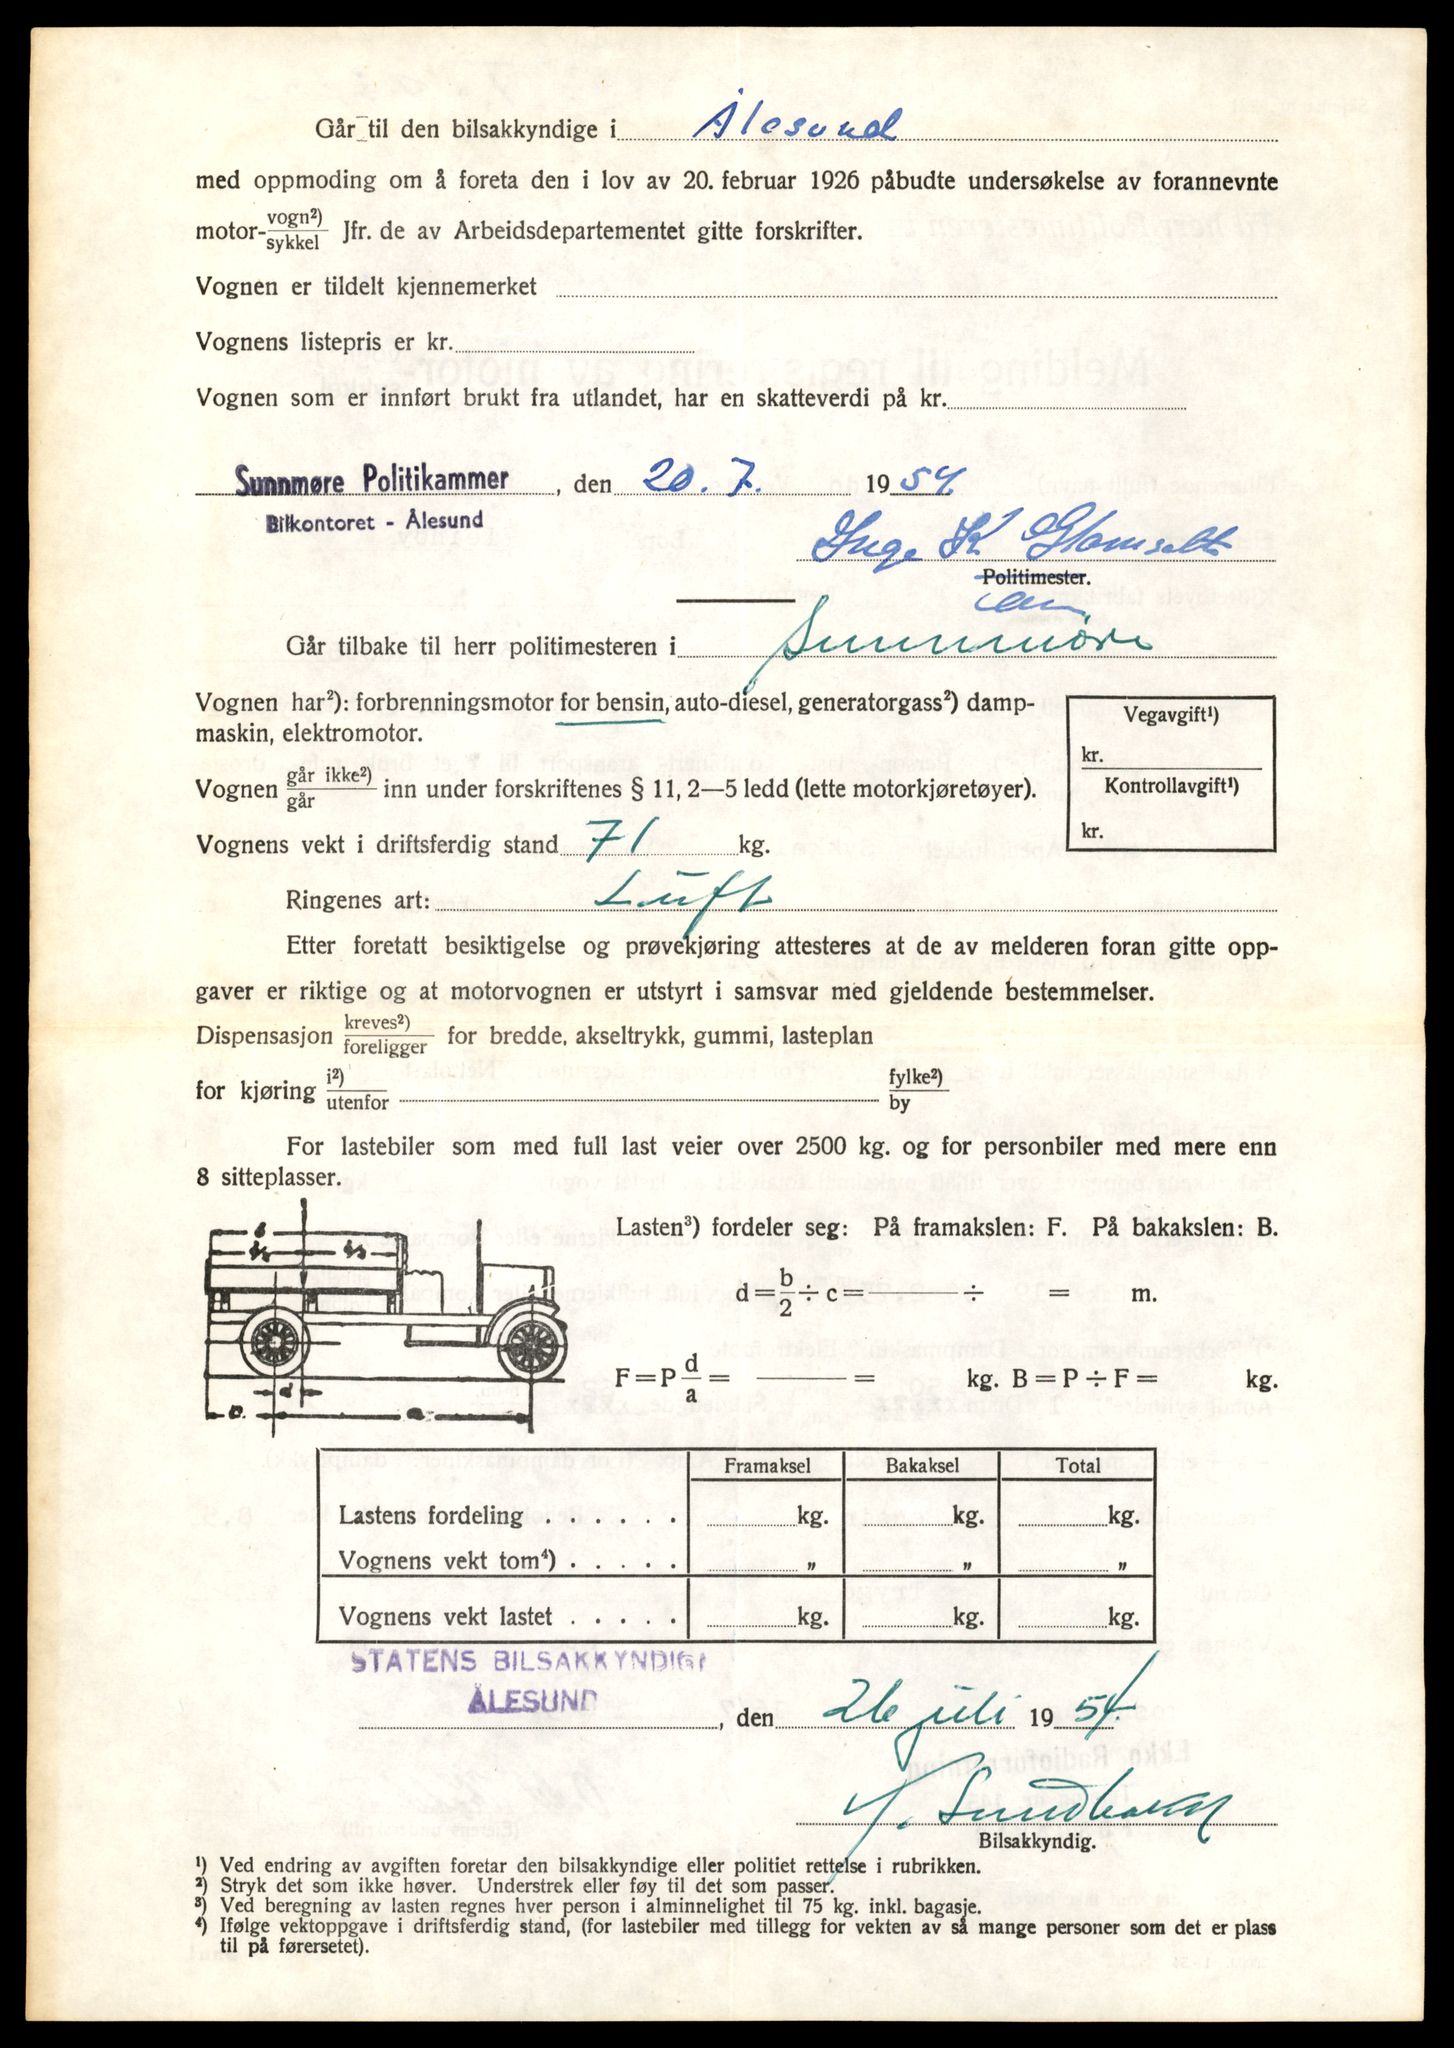 Går til den bilsakkyndige i Ålesund
med oppmoding om å foreta den i lov av 20. februar 1926 påbudte undersøkelse av forannevnte
motor-vogn²)/sykkel Jfr. de av Arbeidsdepartementet gitte forskrifter.
Vognen er tildelt kjennemerket
Vognens listepris er kr.
Vognen som er innført brukt fra utlandet, har en skatteverdi på kr.
Sunnmøre Politikammer, den 20. 7. 1954.
Bilkontoret - Ålesund
Inge K
Politimester.
Går tilbake til herr politimesteren i Sunnmøre
Vognen har²): forbrenningsmotor for bensin, auto-diesel, generatorgass²) damp-
maskin, elektromotor.
Vegavgift¹)
kr.
Kontrollavgift¹)
kr.
Vognen går ikke²)/går inn under forskriftenes § 11, 2—5 ledd (lette motorkjøretøyer).
Vognens vekt i driftsferdig stand 71 kg.
Ringenes art: Luft
Etter foretatt besiktigelse og prøvekjøring attesteres at de av melderen foran gitte opp-
gaver er riktige og at motorvognen er utstyrt i samsvar med gjeldende bestemmelser.
Dispensasjon kreves²)/foreligger for bredde, akseltrykk, gummi, lasteplan
for kjøring i²)/utenfor fylke²)/by
For lastebiler som med full last veier over 2500 kg. og for personbiler med mere enn
8 sitteplasser.
Lasten³) fordeler seg: På framakslen: F. På bakakslen: B.
d = b/2 ÷ c = ÷ = m.
F = P d/a = = kg. B = P ÷ F = kg.
b
b/2 b/2
d
c. a
Framaksel Bakaksel Total
Lastens fordeling . . . . . . kg. kg. kg.
Vognens vekt tom⁴) . . . . . „ „ „
Vognens vekt lastet . . . . . kg. kg. kg.
STATENS BILSAKKYNDIGE
ÅLESUND, den 26 juli 1954.
Bilsakkyndig.
¹) Ved endring av avgiften foretar den bilsakkyndige eller politiet rettelse i rubrikken.
²) Stryk det som ikke høver. Understrek eller føy til det som passer.
³) Ved beregning av lasten regnes hver person i alminnelighet til 75 kg. inkl. bagasje.
⁴) Ifølge vektoppgave i driftsferdig stand, (for lastebiler med tillegg for vekten av så mange personer som det er plass
til på førersetet).